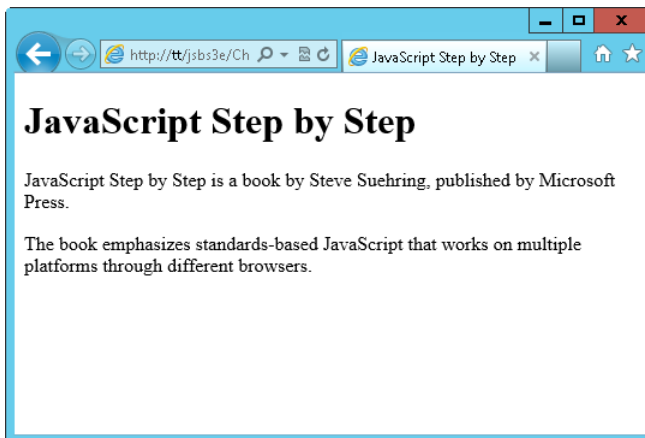 http://tt/jsbs3e/Ch
JavaScript Step by Step
JavaScript Step by Step
JavaScript Step by Step is a book by Steve Suehring, published by Microsoft
Press.
The book emphasizes standards-based JavaScript that works on multiple
platforms through different browsers.